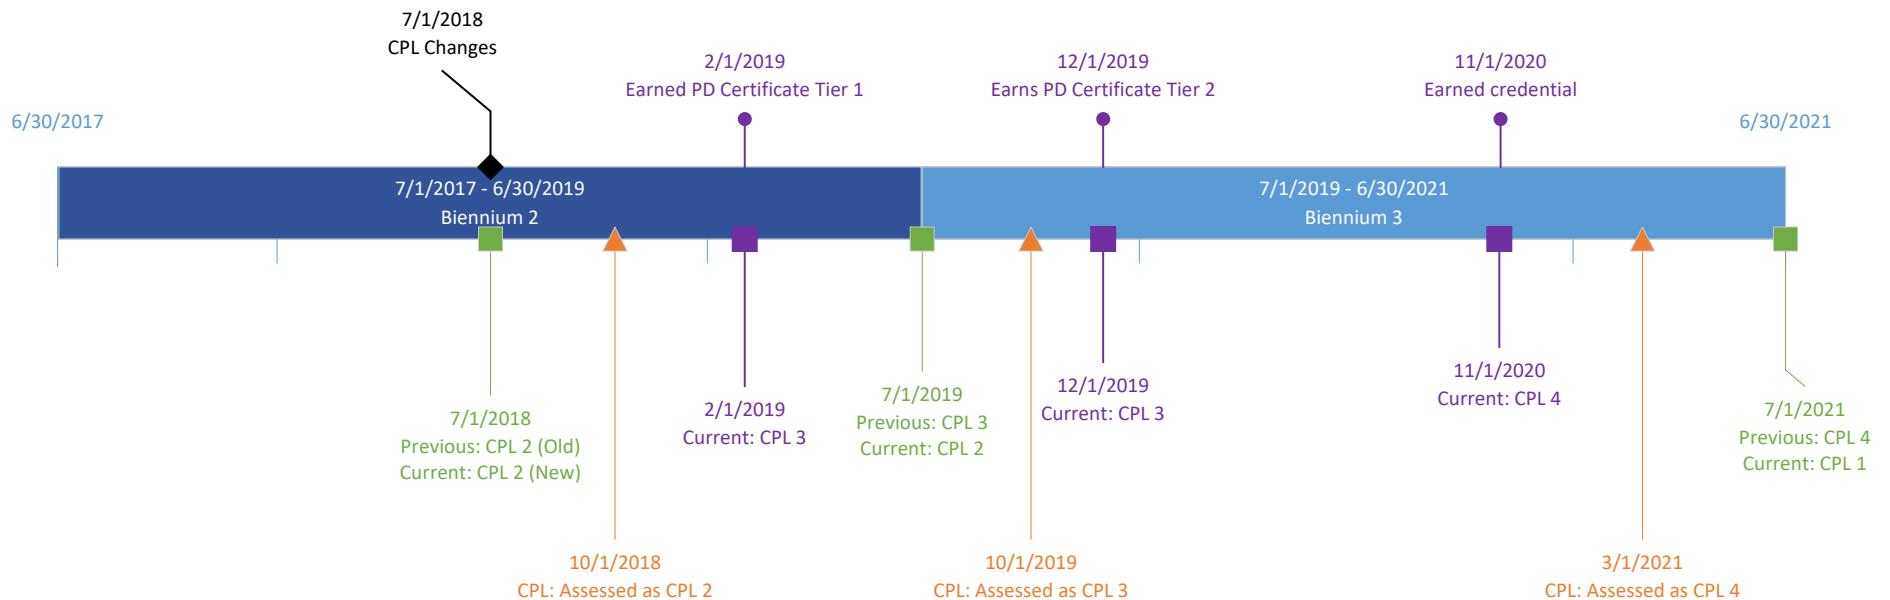 7/1/2018
CPL Changes
2/1/2019
Earned PD Certificate Tier 1
12/1/2019
Earns PD Certificate Tier 2
11/1/2020
Earned credential
6/30/2017
6/30/2021
7/1/2017 - 6/30/2019
Biennium 2
7/1/2019 - 6/30/2021
Biennium 3
7/1/2018
Previous: CPL 2 (Old)
Current: CPL 2 (New)
2/1/2019
Current: CPL 3
7/1/2019
Previous: CPL 3
Current: CPL 2
12/1/2019
Current: CPL 3
11/1/2020
Current: CPL 4
7/1/2021
Previous: CPL 4
Current: CPL 1
10/1/2018
CPL: Assessed as CPL 2
10/1/2019
CPL: Assessed as CPL 3
3/1/2021
CPL: Assessed as CPL 4